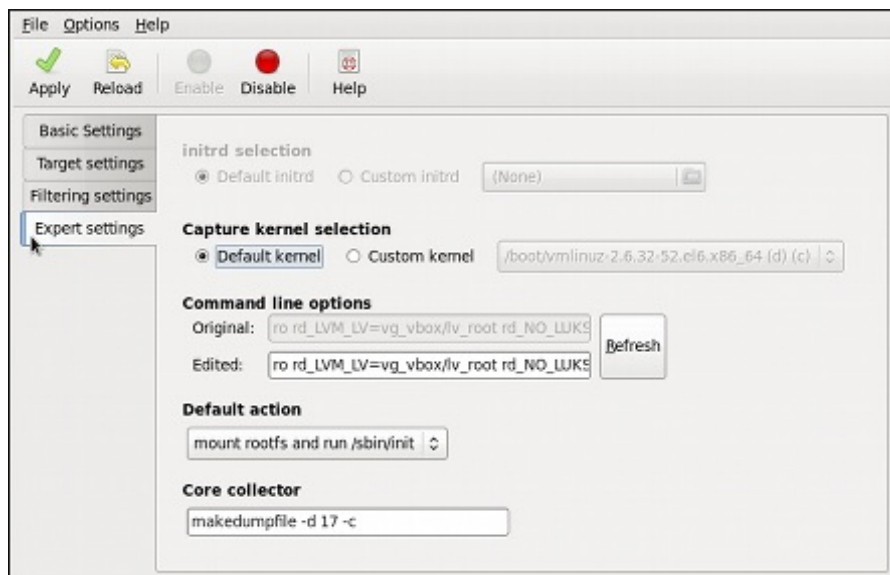 File Options Help
Apply Reload Enable Disable Help
Basic Settings
Target settings
Filtering settings
Expert settings
initrd selection
Default initrd Custom initrd (None)
Capture kernel selection
Default kernel Custom kernel /boot/vmlinuz-2.6.32-52.el6.x86_64 (d) (c)
Command line options
Original: ro rd_LVM_LV=vg_vbox/lv_root rd_NO_LUKS
Refresh
Edited: ro rd_LVM_LV=vg_vbox/lv_root rd_NO_LUKS
Default action
mount rootfs and run /sbin/init
Core collector
makedumpfile -d 17 -c